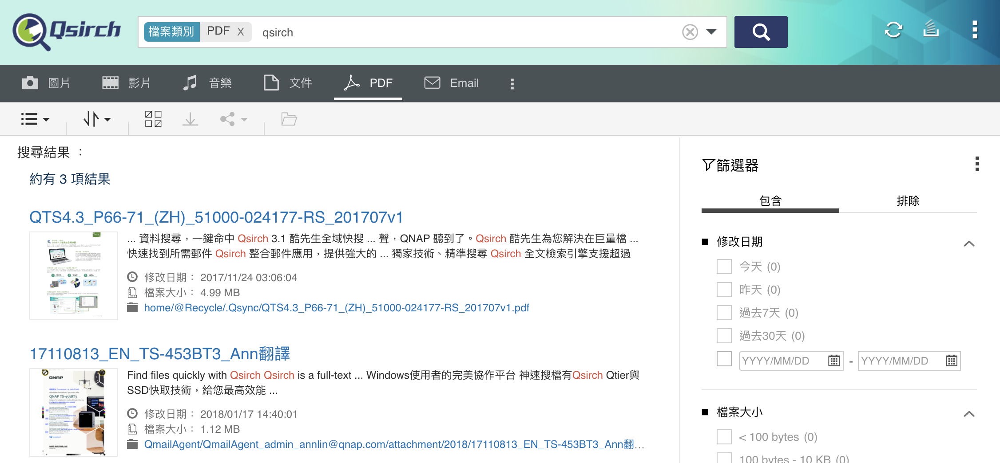 Qsirch
檔案類別 PDF X qsirch
圖片 影片 音樂 文件 PDF Email
搜尋結果 ：
約有 3 項結果
QTS4.3_P66-71_(ZH)_51000-024177-RS_201707v1
... 資料搜尋，一鍵命中 Qsirch 3.1 酷先生全域快搜 ... 聲，QNAP 聽到了。Qsirch 酷先生為您解決在巨量檔 ...
快速找到所需郵件 Qsirch 整合郵件應用，提供強大的 ... 獨家技術、精準搜尋 Qsirch 全文檢索引擎支援超過
修改日期： 2017/11/24 03:06:04
檔案大小： 4.99 MB
home/@Recycle/.Qsync/QTS4.3_P66-71_(ZH)_51000-024177-RS_201707v1.pdf
17110813_EN_TS-453BT3_Ann翻譯
QNAP
QNAP TS-453BT3
Find files quickly with Qsirch Qsirch is a full-text ... Windows使用者的完美協作平台 神速搜檔有Qsirch Qtier與
SSD快取技術，給您最高效能 ...
修改日期： 2018/01/17 14:40:01
檔案大小： 1.12 MB
QmailAgent/QmailAgent_admin_annlin@qnap.com/attachment/2018/17110813_EN_TS-453BT3_Ann翻...
篩選器
包含 排除
修改日期
今天 (0)
昨天 (0)
過去7天 (0)
過去30天 (0)
YYYY/MM/DD - YYYY/MM/DD
檔案大小
< 100 bytes (0)
100 bytes - 10 KB (0)